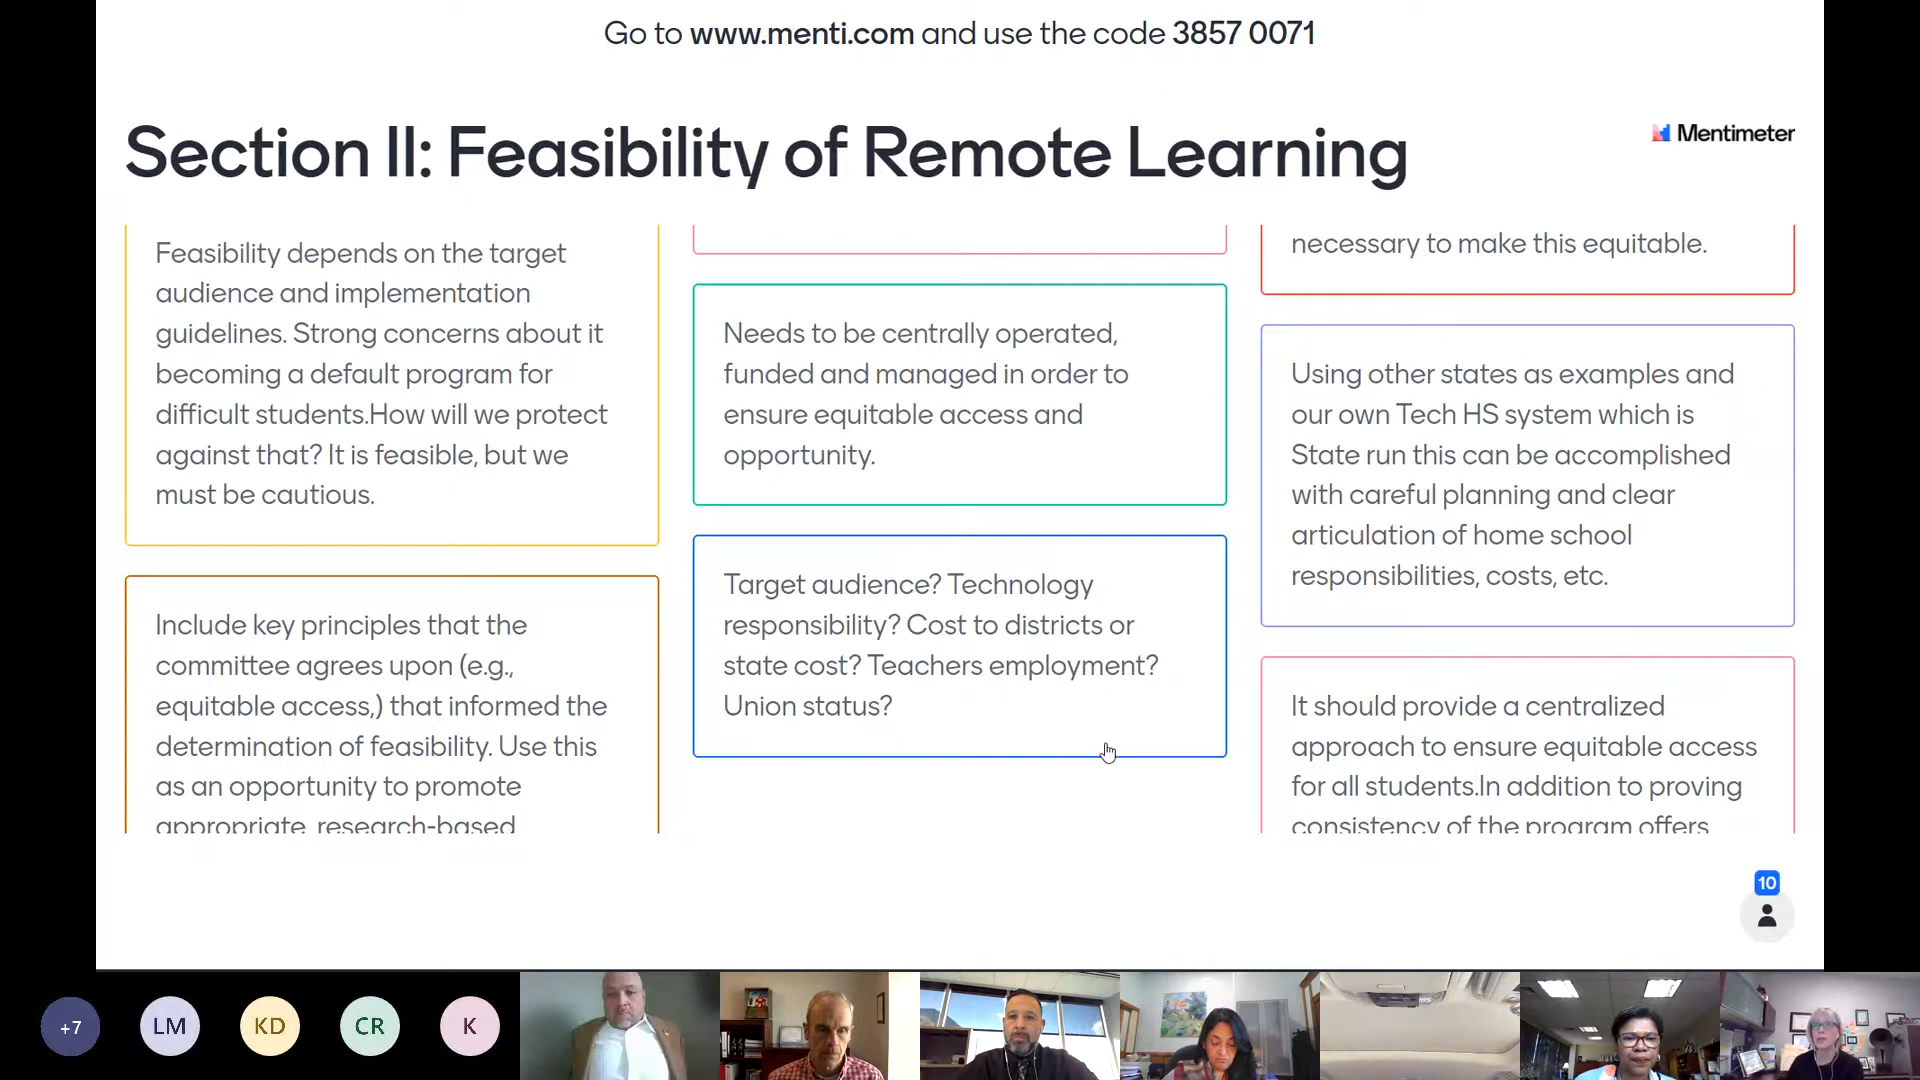 Go to www.menti.com and use the code 3857 0071
Section II: Feasibility of Remote Learning
Mentimeter
Feasibility depends on the target
audience and implementation
guidelines. Strong concerns about it
becoming a default program for
difficult students.How will we protect
against that? It is feasible, but we
must be cautious.
Include key principles that the
committee agrees upon (e.g.,
equitable access,) that informed the
determination of feasibility. Use this
as an opportunity to promote
appropriate, research-based
Needs to be centrally operated,
funded and managed in order to
ensure equitable access and
opportunity.
Target audience? Technology
responsibility? Cost to districts or
state cost? Teachers employment?
Union status?
necessary to make this equitable.
Using other states as examples and
our own Tech HS system which is
State run this can be accomplished
with careful planning and clear
articulation of home school
responsibilities, costs, etc.
It should provide a centralized
approach to ensure equitable access
for all students.In addition to proving
consistency of the program offers
10
+7
LM
KD
CR
K